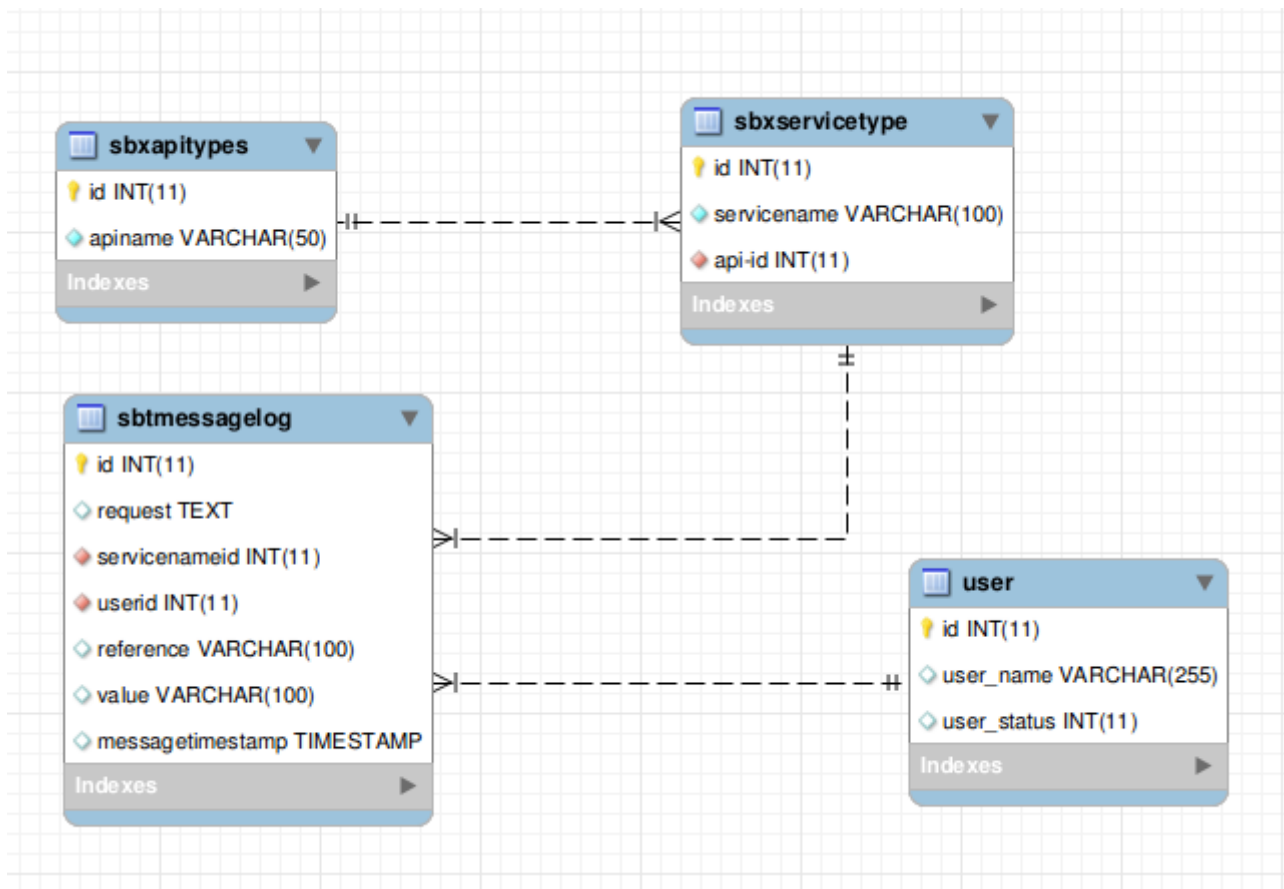 sbxapitypes
id INT(11)
apiname VARCHAR(50)
Indexes
sbxservicetype
id INT(11)
servicename VARCHAR(100)
api-id INT(11)
Indexes
sbtmessagelog
id INT(11)
request TEXT
servicenameid INT(11)
userid INT(11)
reference VARCHAR(100)
value VARCHAR(100)
messagetimestamp TIMESTAMP
Indexes
user
id INT(11)
user_name VARCHAR(255)
user_status INT(11)
Indexes